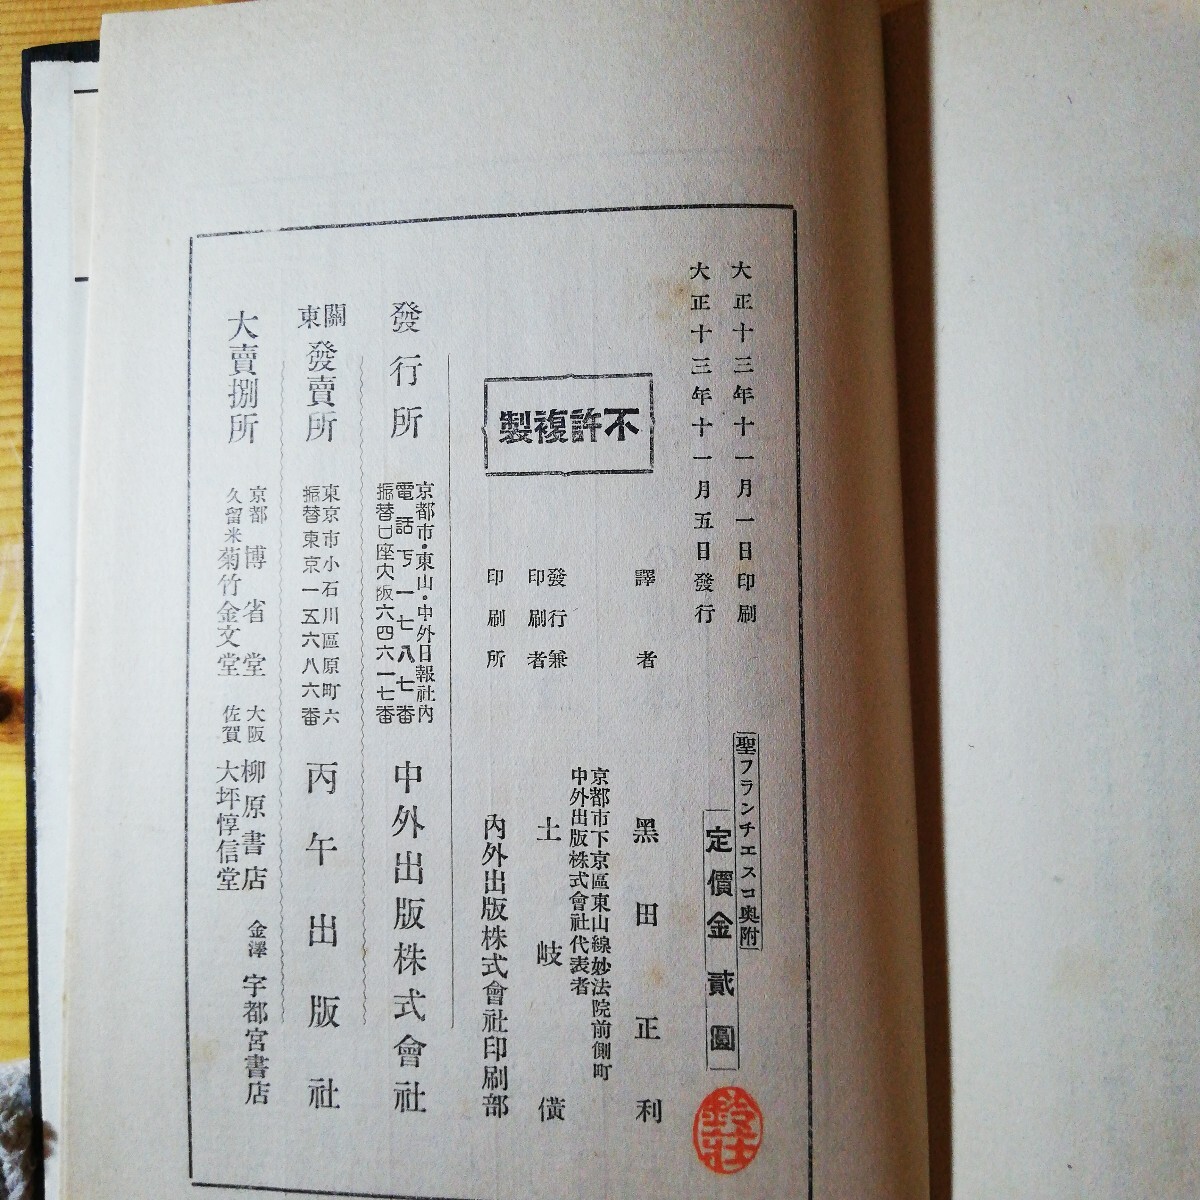 大正十三年十一月一日印刷
大正十三年十一月五日發行
聖フランチエスコ奥附
定價金貳圓
譯者
黑田正利
不許複製
京都市下京區東山線妙法院前側町
中外出版株式會社代表者
發行兼
印刷者
土岐
印刷所
內外出版株式會社印刷部
發行所
京都市・東山・中外日報社內
電話下一七八七番
振替口座大阪六四六一七番
中外出版株式會社
關東
發賣所
東京市小石川區原町六
振替東京一五六八六番
丙午出版社
大賣捌所
京都
博省堂
大阪
柳原書店
金澤
宇都宮書店
久留米
菊竹金文堂
佐賀
大坪惇信堂